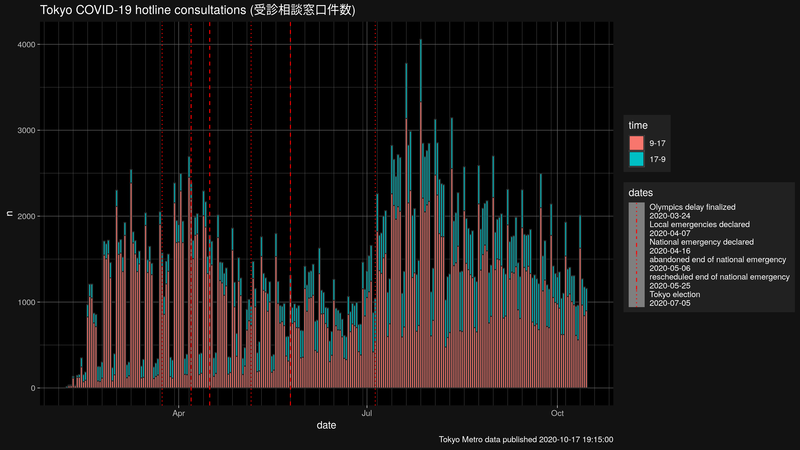 Tokyo COVID-19 hotline consultations (受診相談窓口件数)
4000
3000
2000
1000
0
n
Apr
Jul
Oct
date
time
9-17
17-9
dates
Olympics delay finalized
2020-03-24
Local emergencies declared
2020-04-07
National emergency declared
2020-04-16
abandoned end of national emergency
2020-05-06
rescheduled end of national emergency
2020-05-25
Tokyo election
2020-07-05
Tokyo Metro data published 2020-10-17 19:15:00